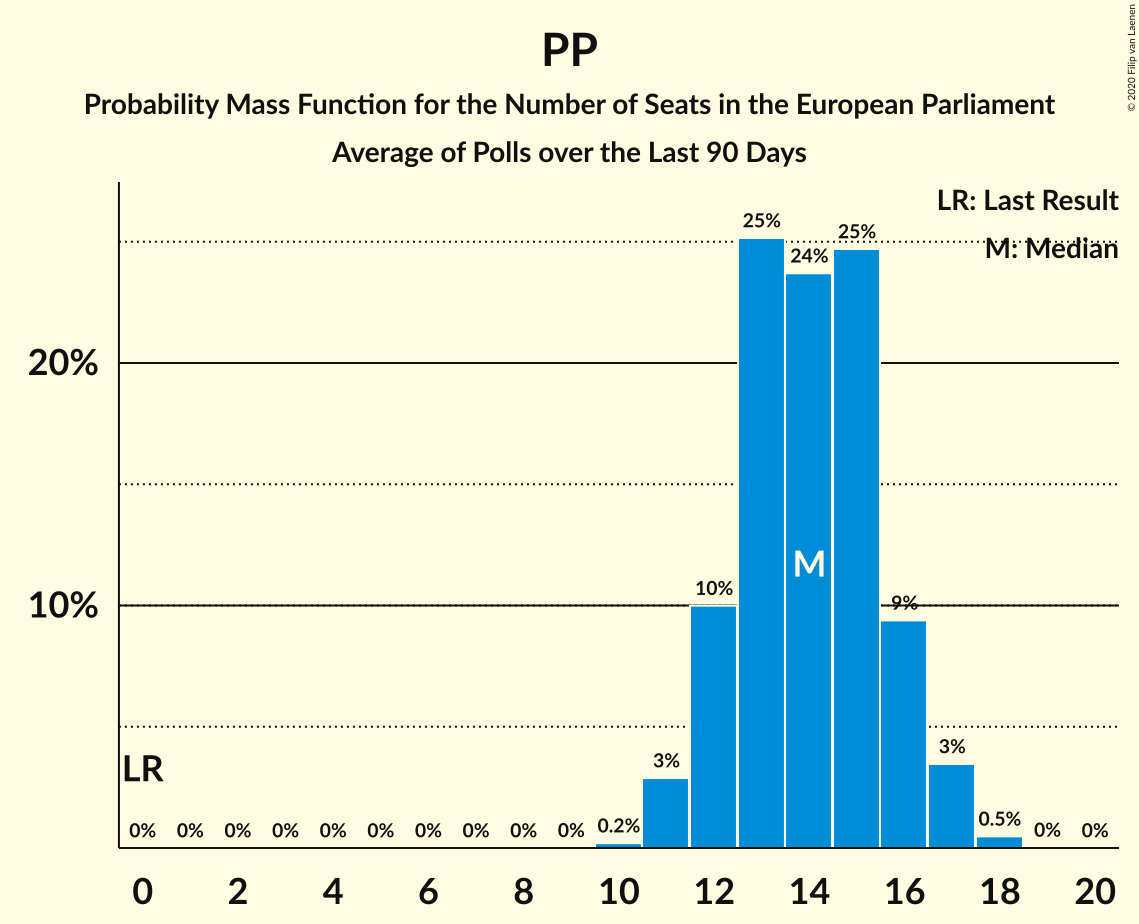 PP
Probability Mass Function for the Number of Seats in the European Parliament
Average of Polls over the Last 90 Days
© 2020 Filip van Laenen
LR: Last Result
M: Median
20%
10%
LR
M
0% 0% 0% 0% 0% 0% 0% 0% 0% 0% 0.2% 3% 10% 25% 24% 25% 9% 3% 0.5% 0% 0%
0 2 4 6 8 10 12 14 16 18 20